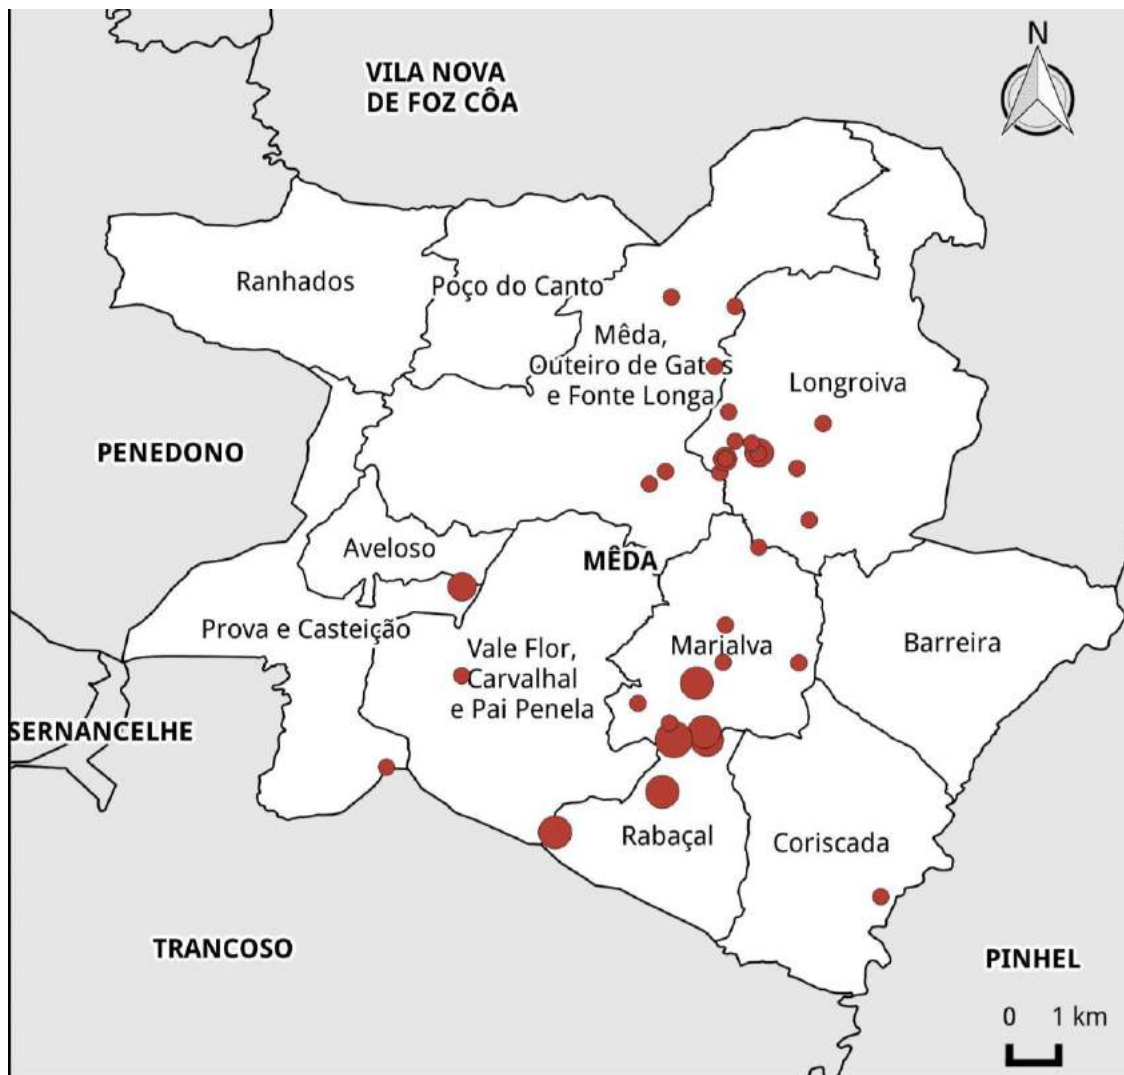 N
VILA NOVA
DE FOZ CÔA
Ranhados
Poço do Canto
Mêda,
Outeiro de Gatos
e Fonte Longa
Longroiva
PENEDONO
Aveloso
MÊDA
Prova e Casteição
Vale Flor,
Carvalhal
e Pai Penela
Marialva
Barreira
SERNANCELHE
Rabaçal
Coriscada
TRANCOSO
PINHEL
0 1 km